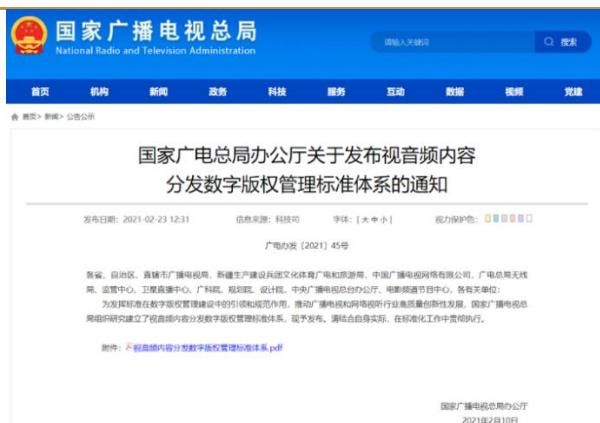 国家广播电视总局
National Radio and Television Administration
请输入关键词
搜索
首页 机构 新闻 政务 科技 服务 互动 数据 视频 党建
首页> 新闻> 公告公示
国家广电总局办公厅关于发布视音频内容
分发数字版权管理标准体系的通知
发布日期: 2021-02-23 12:31 信息来源: 科技司 字体: [大 中 小] 视力保护色:
广电办发 [2021] 45号
各省、自治区、直辖市广播电视局、新疆生产建设兵团文化体育广电和旅游局、中国广播电视网络有限公司、广电总局无线
局、监管中心、卫星直播中心、广科院、规划院、设计院、中央广播电视总台办公厅、电影频道节目中心、各有关单位:
为发挥标准在数字版权管理建设中的引领和规范作用，推动广播电视和网络视听行业高质量创新性发展，国家广播电视总
局组织研究建立了视音频内容分发数字版权管理标准体系，现予发布。请结合自身实际，在标准化工作中贯彻执行。
附件: 视音频内容分发数字版权管理标准体系.pdf
国家广播电视总局办公厅
2021年2月10日